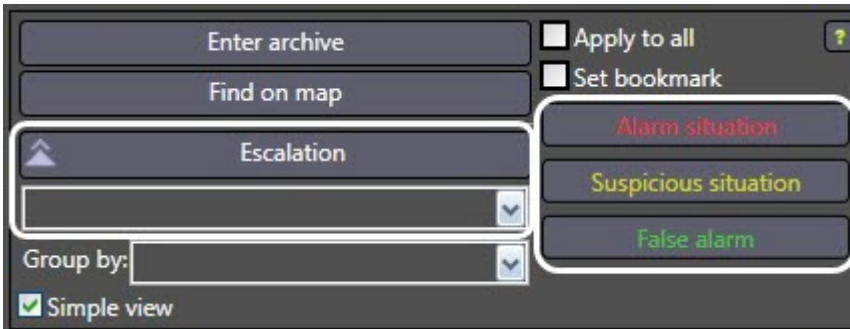 Enter archive
Find on map
Escalation
Group by:
Simple view
Apply to all
?
Set bookmark
Alarm situation
Suspicious situation
False alarm